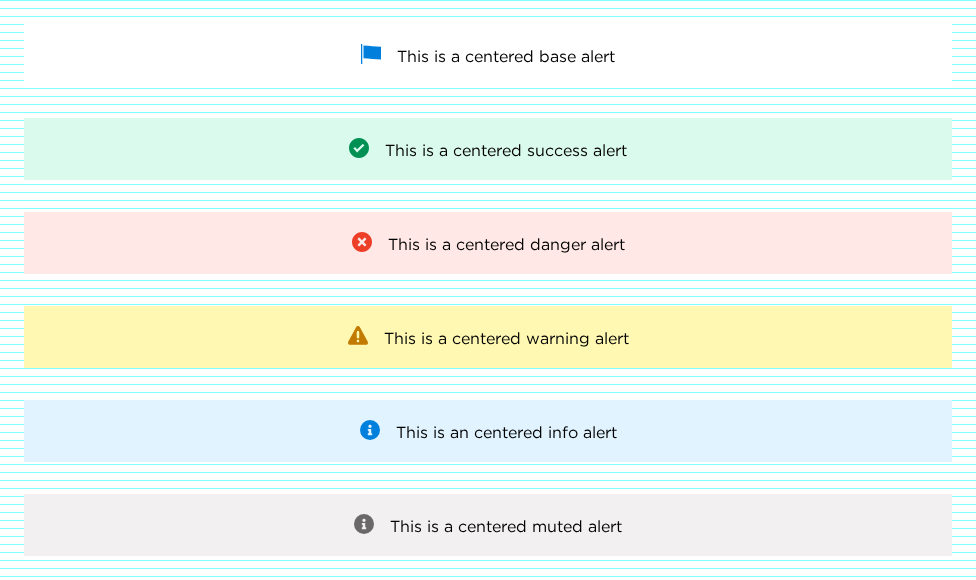 This is a centered base alert
This is a centered success alert
This is a centered danger alert
This is a centered warning alert
This is an centered info alert
This is a centered muted alert